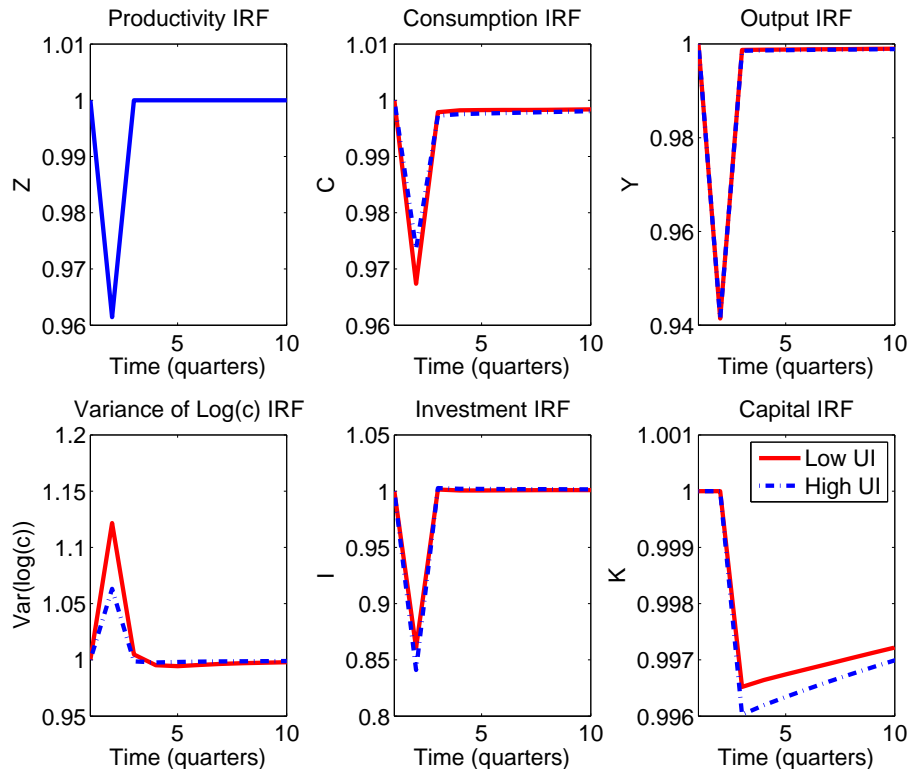 Productivity IRF
1.01
1
0.99
0.98
0.97
0.96
Z
5
10
Time (quarters)
Consumption IRF
1.01
1
0.99
0.98
0.97
0.96
C
5
10
Time (quarters)
Output IRF
1
0.98
0.96
0.94
Y
5
10
Time (quarters)
Variance of Log(c) IRF
1.2
1.15
1.1
1.05
1
0.95
Var(log(c))
5
10
Time (quarters)
Investment IRF
1.05
1
0.95
0.9
0.85
0.8
I
5
10
Time (quarters)
Capital IRF
1.001
1
0.999
0.998
0.997
0.996
K
Low UI
High UI
5
10
Time (quarters)